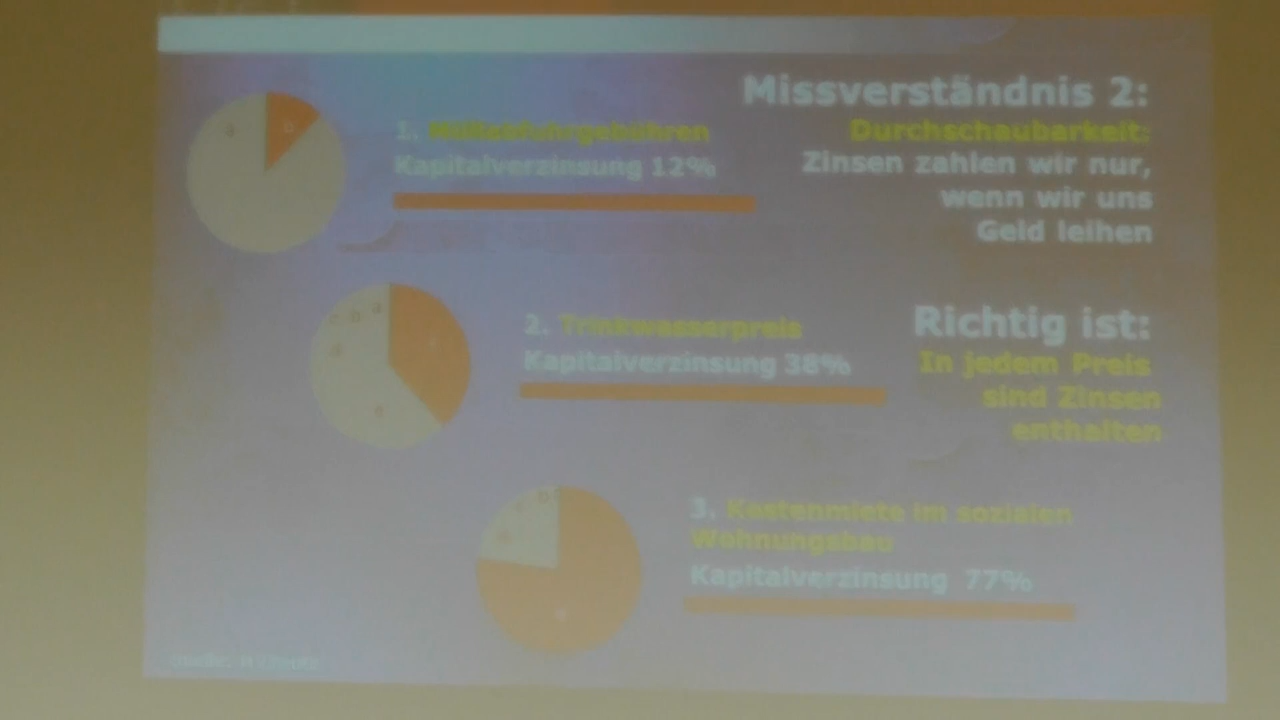 Missverständnis 2:
Durchschaubarkeit:
Zinsen zahlen wir nur,
wenn wir uns
Geld leihen
1. Müllabfuhrgebühren
Kapitalverzinsung 12%
2. Trinkwasserpreis
Kapitalverzinsung 38%
Richtig ist:
In jedem Preis
sind Zinsen
enthalten
3. Kostenmiete im sozialen
Wohnungsbau
Kapitalverzinsung 77%